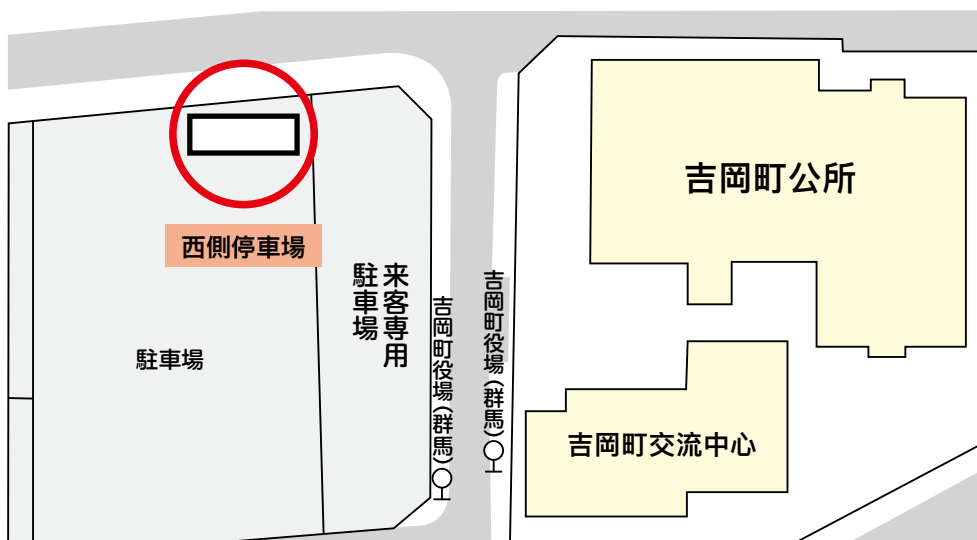 吉岡町公所
西側停車場
来客専用
駐車場
吉岡町役場(群馬)
吉岡町役場(群馬)
駐車場
吉岡町交流中心